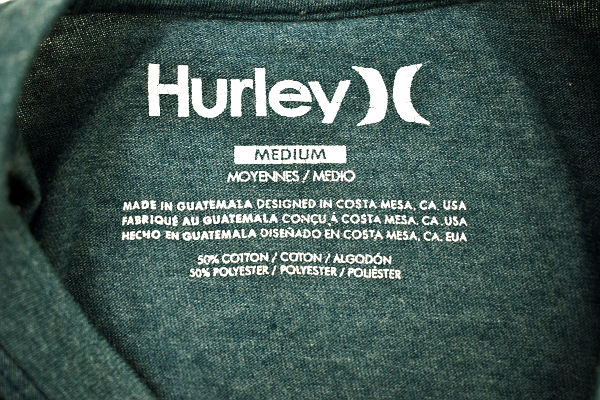 Hurley
MEDIUM
MOYENNES / MEDIO
MADE IN GUATEMALA DESIGNED IN COSTA MESA, CA. USA
FABRIQUÉ AU GUATEMALA CONÇU À COSTA MESA, CA. USA
HECHO EN GUATEMALA DISEÑADO EN COSTA MESA, CA. EUA
50% COTTON / COTON / ALGODÓN
50% POLYESTER / POLYESTER / POLIÉSTER